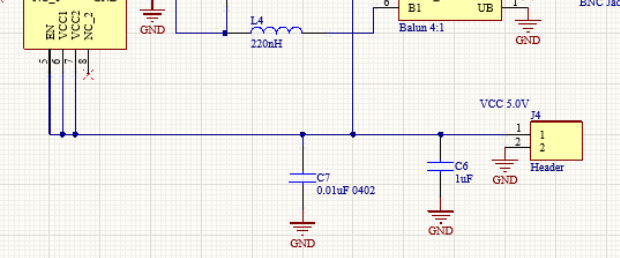 GND
L4
220nH
6
B1
UB
1
Balun 4:1
GND
BNC Jac
EN
VCC1
VCC2
NC_2
5
6
7
8
VCC 5.0V
J4
1
2
1
2
Header
GND
C7
0.01uF 0402
GND
C6
1uF
GND